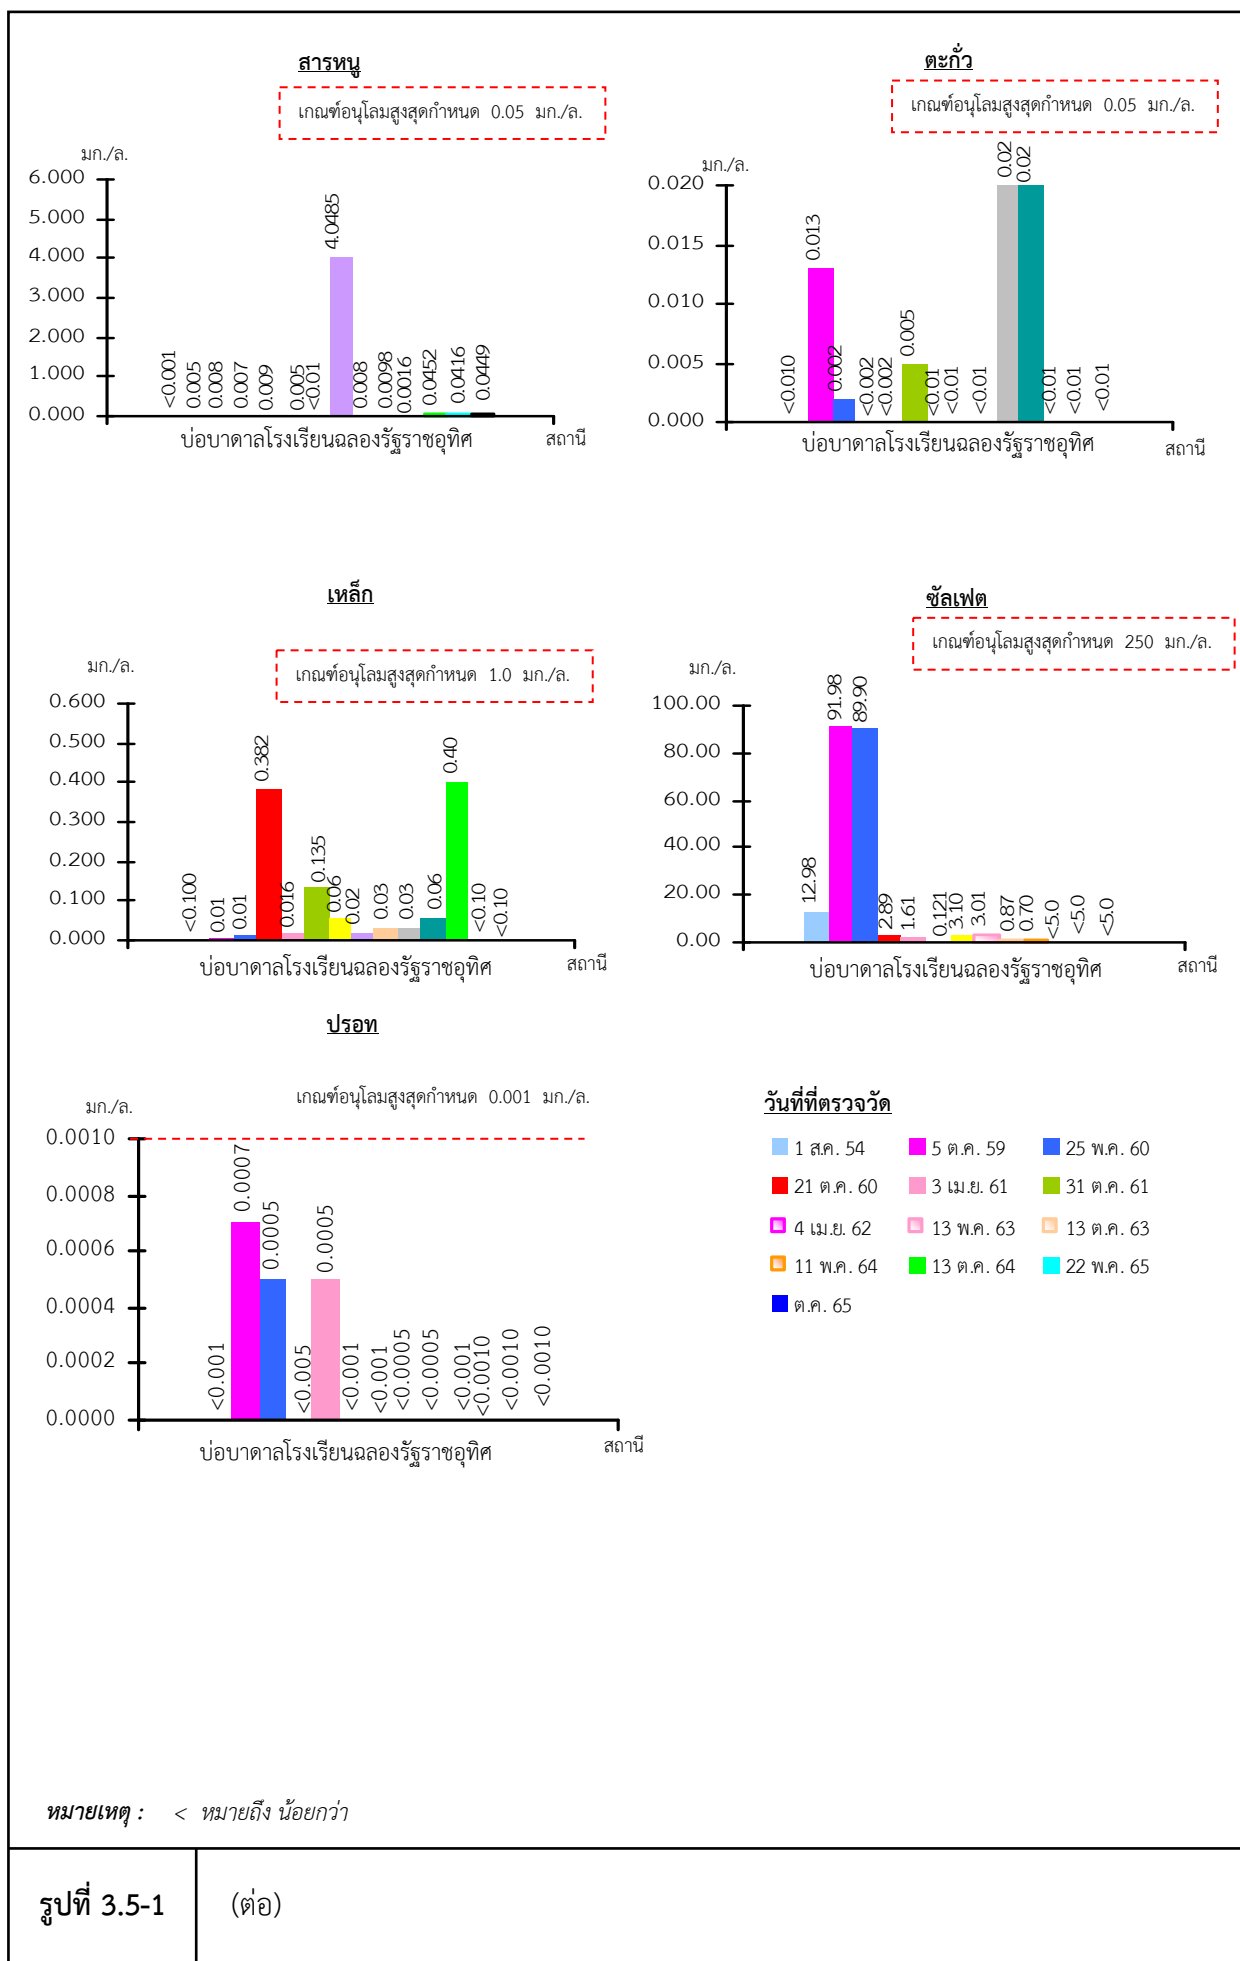 สารหนู
เกณฑ์อนุโลมสูงสุดกำหนด 0.05 มก./ล.
มก./ล.
6.000
5.000
4.000
3.000
2.000
1.000
0.000
<0.001
0.005
0.008
0.007
0.009
0.005
<0.01
4.0485
0.008
0.0098
0.0016
0.0452
0.0416
0.0449
บ่อบาดาลโรงเรียนฉลองรัฐราชอุทิศ
สถานี
ตะกั่ว
เกณฑ์อนุโลมสูงสุดกำหนด 0.05 มก./ล.
มก./ล.
0.020
0.015
0.010
0.005
0.000
<0.010
0.013
0.002
<0.002
<0.002
0.005
<0.01
<0.01
<0.01
0.02
0.02
<0.01
<0.01
<0.01
บ่อบาดาลโรงเรียนฉลองรัฐราชอุทิศ
สถานี
เหล็ก
เกณฑ์อนุโลมสูงสุดกำหนด 1.0 มก./ล.
มก./ล.
0.600
0.500
0.400
0.300
0.200
0.100
0.000
<0.100
0.01
0.01
0.382
0.016
0.135
0.06
0.02
0.03
0.03
0.06
0.40
<0.10
<0.10
บ่อบาดาลโรงเรียนฉลองรัฐราชอุทิศ
สถานี
ซัลเฟต
เกณฑ์อนุโลมสูงสุดกำหนด 250 มก./ล.
มก./ล.
100.00
80.00
60.00
40.00
20.00
0.00
12.98
91.98
89.90
2.89
1.61
0.121
3.10
3.01
0.87
0.70
<5.0
<5.0
<5.0
บ่อบาดาลโรงเรียนฉลองรัฐราชอุทิศ
สถานี
ปรอท
เกณฑ์อนุโลมสูงสุดกำหนด 0.001 มก./ล.
มก./ล.
0.0010
0.0008
0.0006
0.0004
0.0002
0.0000
<0.001
0.0007
0.0005
<0.005
0.0005
<0.001
<0.001
<0.0005
<0.0005
<0.001
<0.0010
<0.0010
<0.0010
บ่อบาดาลโรงเรียนฉลองรัฐราชอุทิศ
สถานี
วันที่ที่ตรวจวัด
1 ส.ค. 54
5 ต.ค. 59
25 พ.ค. 60
21 ต.ค. 60
3 เม.ย. 61
31 ต.ค. 61
4 เม.ย. 62
13 พ.ค. 63
13 ต.ค. 63
11 พ.ค. 64
13 ต.ค. 64
22 พ.ค. 65
ต.ค. 65
หมายเหตุ : < หมายถึง น้อยกว่า
รูปที่ 3.5-1
(ต่อ)